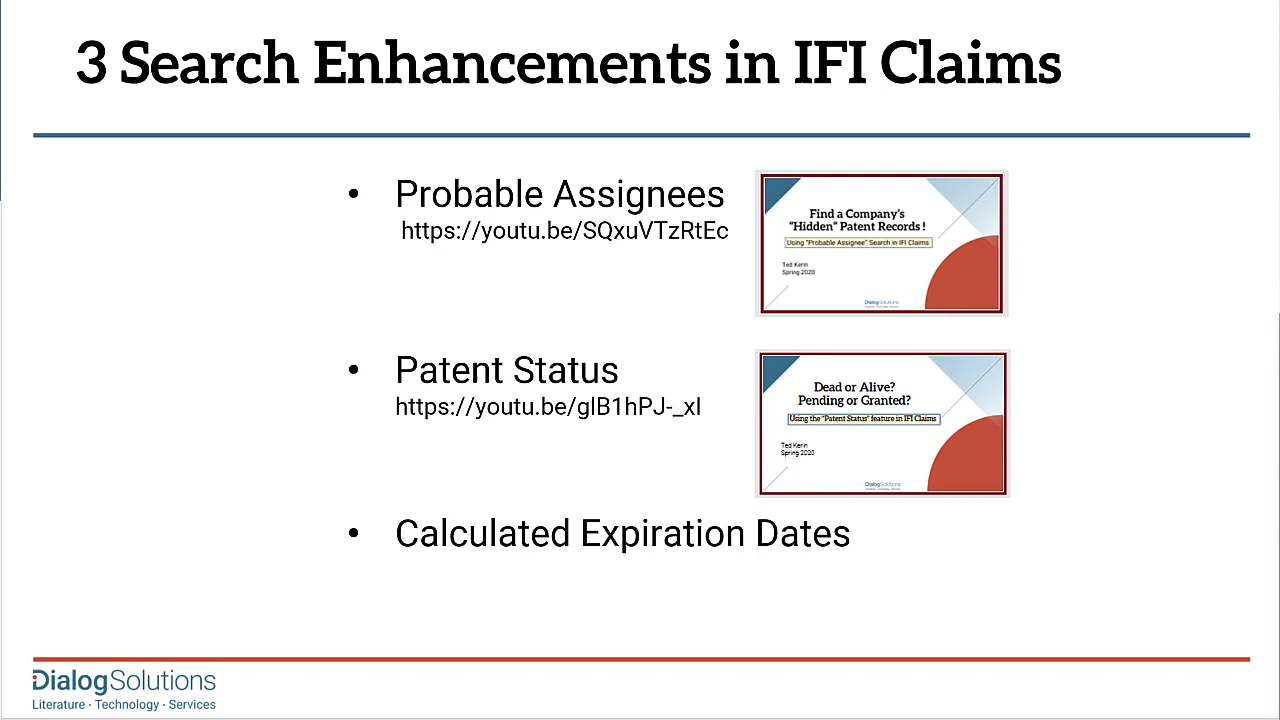 3 Search Enhancements in IFI Claims
• Probable Assignees
https://youtu.be/SQxuVTzRtEc
Find a Company's
"Hidden" Patent Records!
Using "Probable Assignee" Search in IFI Claims
Ted Kerin
Spring 2020
DialogSolutions
• Patent Status
https://youtu.be/glB1hPJ-_xI
Dead or Alive?
Pending or Granted?
Using the "Patent Status" feature in IFI Claims
Ted Kerin
Spring 2020
DialogSolutions
• Calculated Expiration Dates
DialogSolutions
Literature · Technology · Services